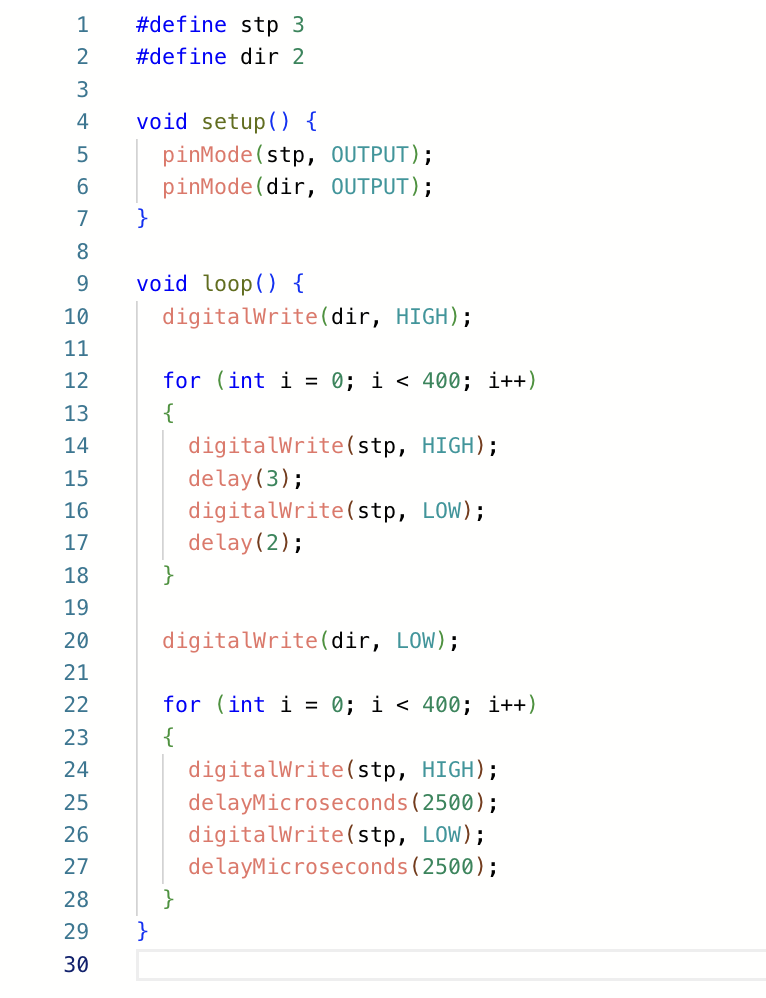 1 #define stp 3
2 #define dir 2
3
4 void setup() {
5   pinMode(stp, OUTPUT);
6   pinMode(dir, OUTPUT);
7 }
8
9 void loop() {
10   digitalWrite(dir, HIGH);
11
12   for (int i = 0; i < 400; i++)
13   {
14     digitalWrite(stp, HIGH);
15     delay(3);
16     digitalWrite(stp, LOW);
17     delay(2);
18   }
19
20   digitalWrite(dir, LOW);
21
22   for (int i = 0; i < 400; i++)
23   {
24     digitalWrite(stp, HIGH);
25     delayMicroseconds(2500);
26     digitalWrite(stp, LOW);
27     delayMicroseconds(2500);
28   }
29 }
30